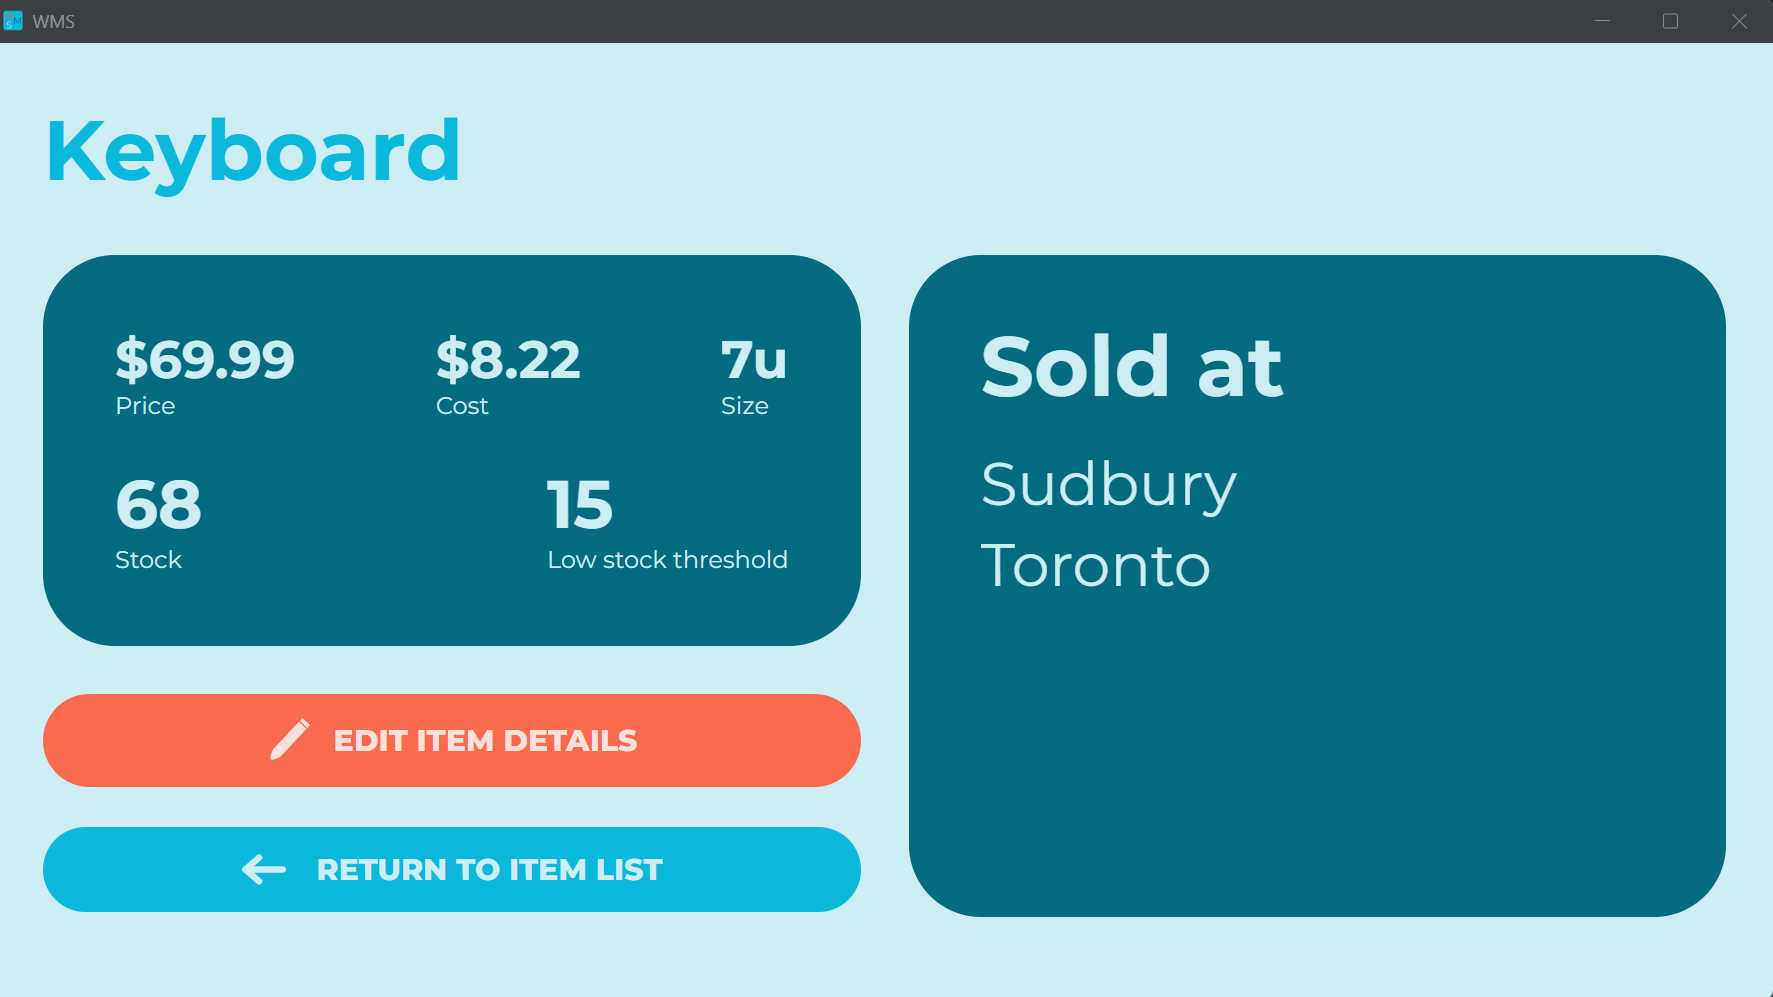 WMS
Keyboard
$69.99 $8.22 7u
Price Cost Size
68 15
Stock Low stock threshold
EDIT ITEM DETAILS
RETURN TO ITEM LIST
Sold at
Sudbury
Toronto